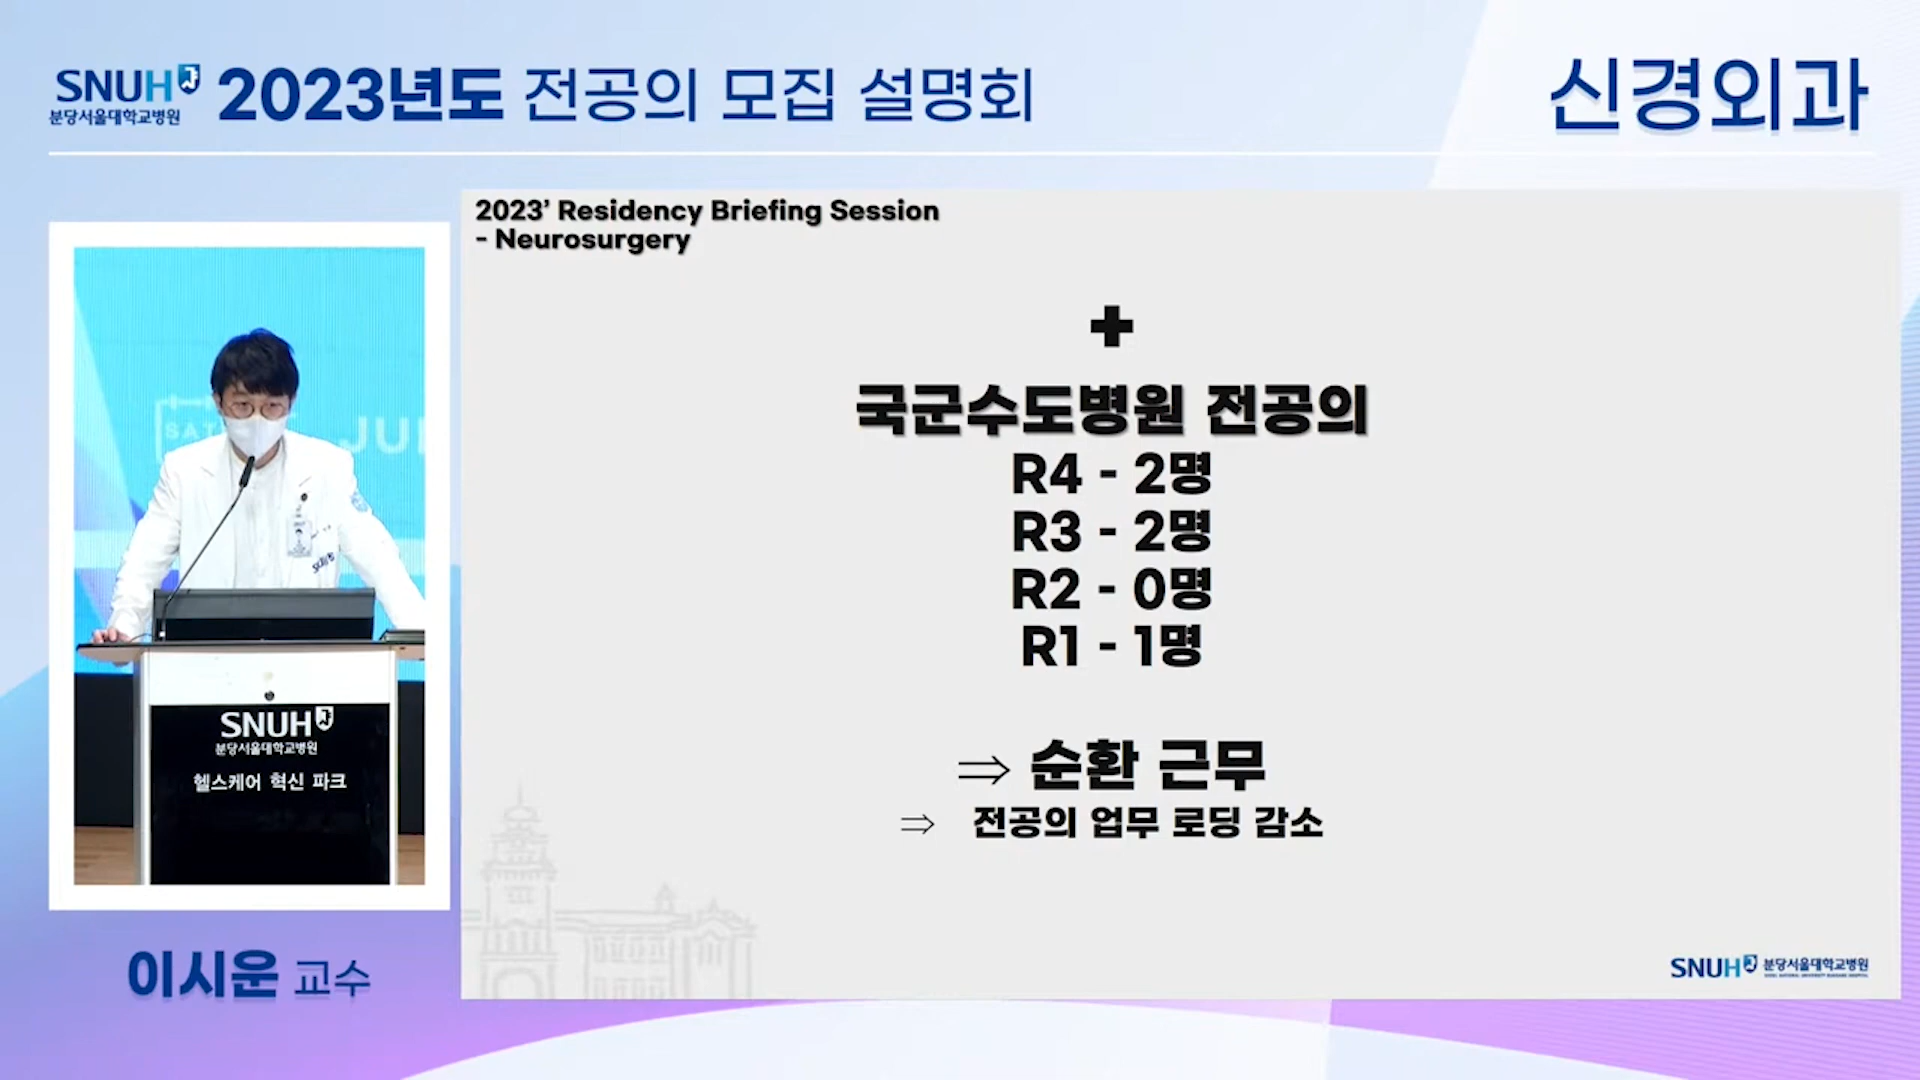 SNUH
분당서울대학교병원
2023년도 전공의 모집 설명회
신경외과
2023’ Residency Briefing Session
- Neurosurgery
+
국군수도병원 전공의
R4 - 2명
R3 - 2명
R2 - 0명
R1 - 1명
⇒ 순환 근무
⇒ 전공의 업무 로딩 감소
SAT
JU
SNUH
분당서울대학교병원
헬스케어 혁신 파크
이시운 교수
SNUH 분당서울대학교병원